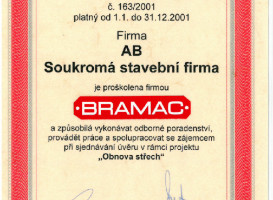 č. 163/2001
platný od 1.1. do 31.12.2001
Firma
AB
Soukromá stavební firma
je proškolena firmou
BRAMAC
a způsobilá vykonávat odborné poradenství,
provádět práce a spolupracovat se zájemcem
při sjednávání úvěru v rámci projektu
„Obnova střech"